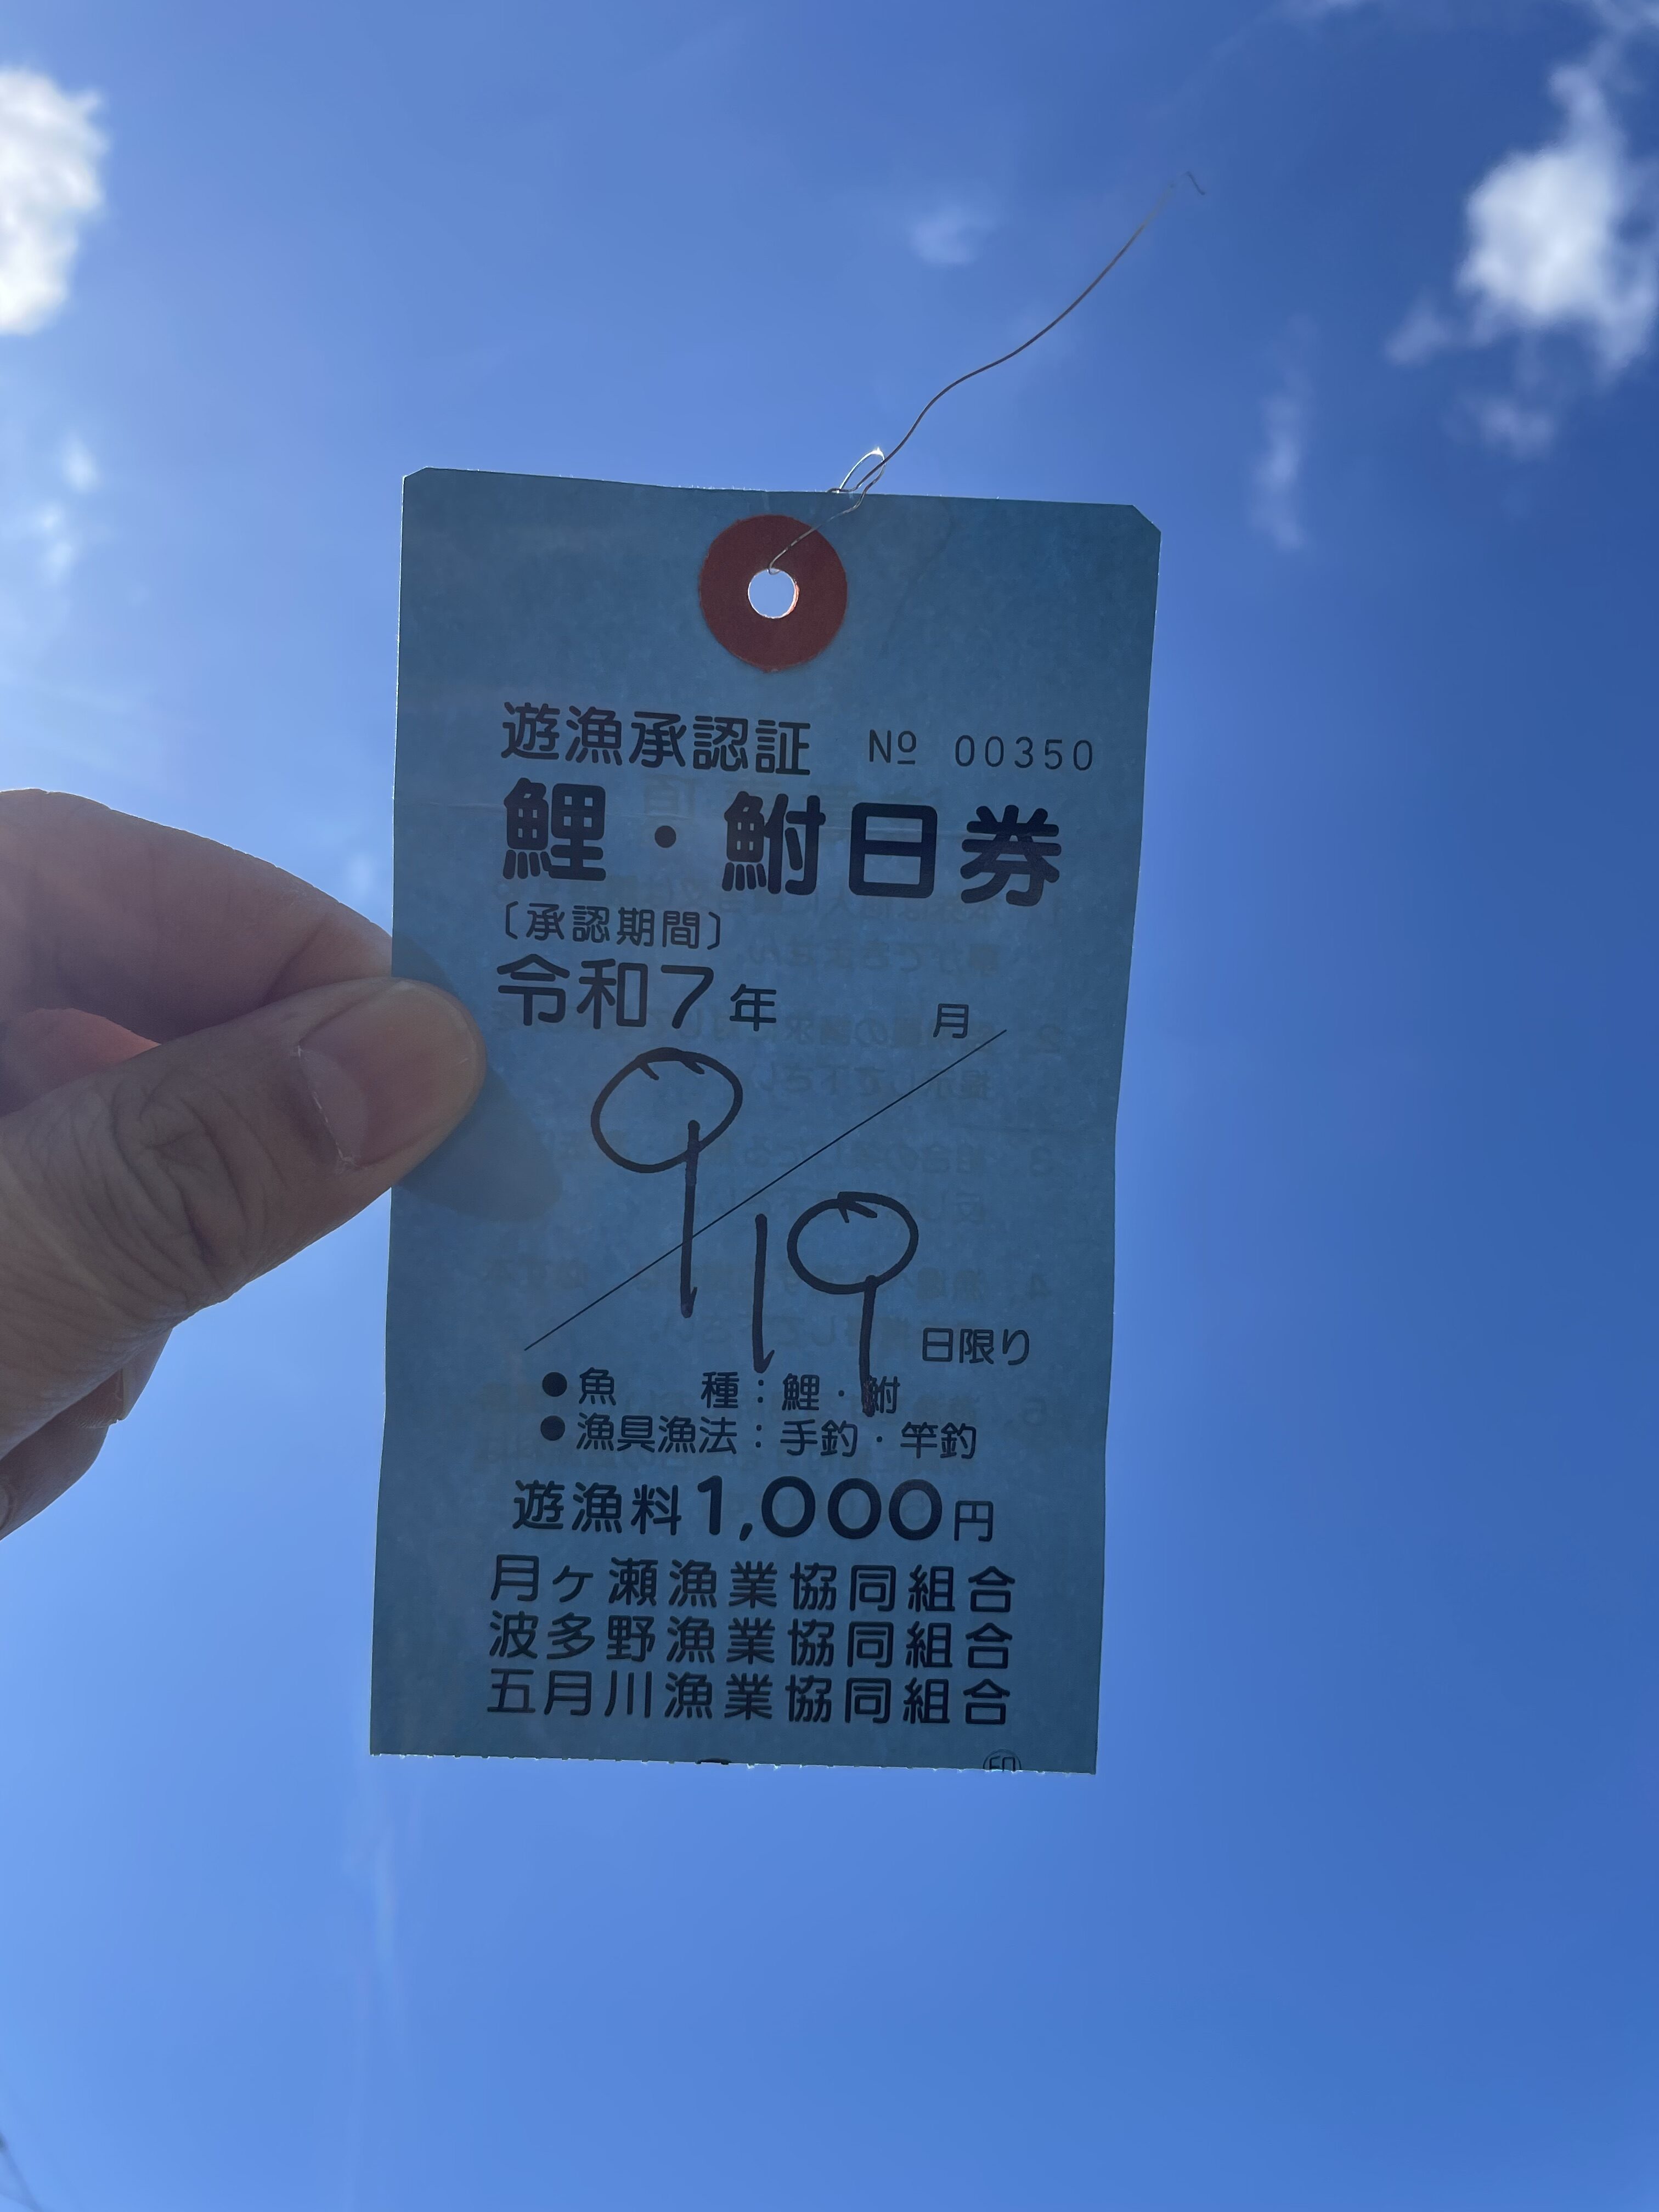 遊漁承認証 № 00350
鯉・鮒日券
〔承認期間〕
令和7年 月
9
19 日限り
●魚 種：鯉・鮒
●漁具漁法：手釣・竿釣
遊漁料1,000円
月ヶ瀬漁業協同組合
波多野漁業協同組合
五月川漁業協同組合